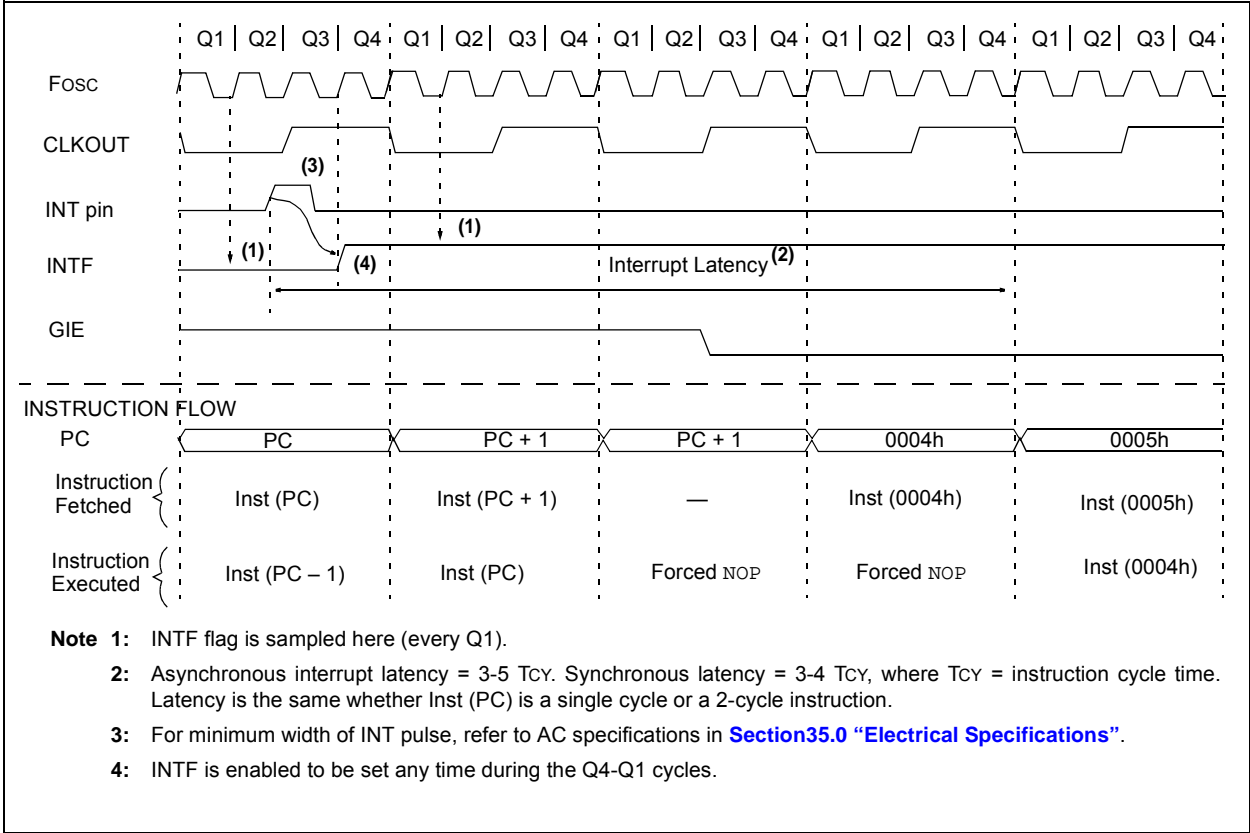 Q1 | Q2 | Q3 | Q4 Q1 | Q2 | Q3 | Q4 Q1 | Q2 | Q3 | Q4 Q1 | Q2 | Q3 | Q4 Q1 | Q2 | Q3 | Q4
FOSC
CLKOUT
(3)
INT pin
(1)
(1)
INTF
(4)
Interrupt Latency(2)
GIE
INSTRUCTION FLOW
PC PC PC + 1 PC + 1 0004h 0005h
Instruction
Fetched
Inst (PC) Inst (PC + 1) — Inst (0004h) Inst (0005h)
Instruction
Executed
Inst (PC – 1) Inst (PC) Forced NOP Forced NOP Inst (0004h)
Note 1: INTF flag is sampled here (every Q1).
2: Asynchronous interrupt latency = 3-5 TCY. Synchronous latency = 3-4 TCY, where TCY = instruction cycle time.
Latency is the same whether Inst (PC) is a single cycle or a 2-cycle instruction.
3: For minimum width of INT pulse, refer to AC specifications in Section35.0 “Electrical Specifications”.
4: INTF is enabled to be set any time during the Q4-Q1 cycles.